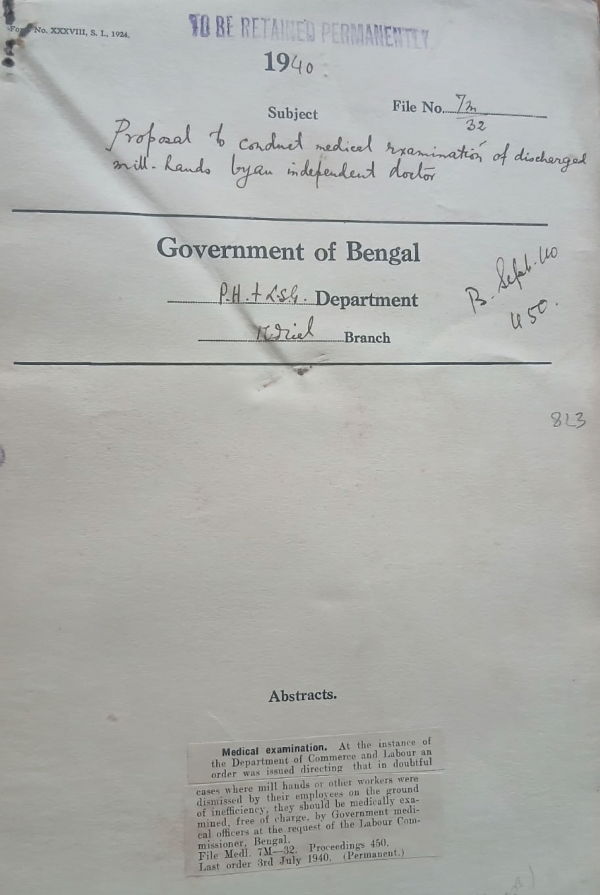 Form No. XXXVIII, S. I., 1924.
TO BE RETAINED PERMANENTLY.
1940.
Subject
File No. 7m
32
Proposal to conduct medical examination of discharged
mill-hands by an independent doctor
Government of Bengal
P.H. & L.S.G. Department
Branch
B. Sept. 40
450.
823
Abstracts.
Medical examination. At the instance of
the Department of Commerce and Labour an
order was issued directing that in doubtful
cases where mill hands or other workers were
dismissed by their employees on the ground
of inefficiency, they should be medically exa-
mined, free of charge, by Government medi-
cal officers at the request of the Labour Com-
missioner, Bengal.
File Medl. 7M—32. Proceedings 450.
Last order 3rd July 1940. (Permanent.)